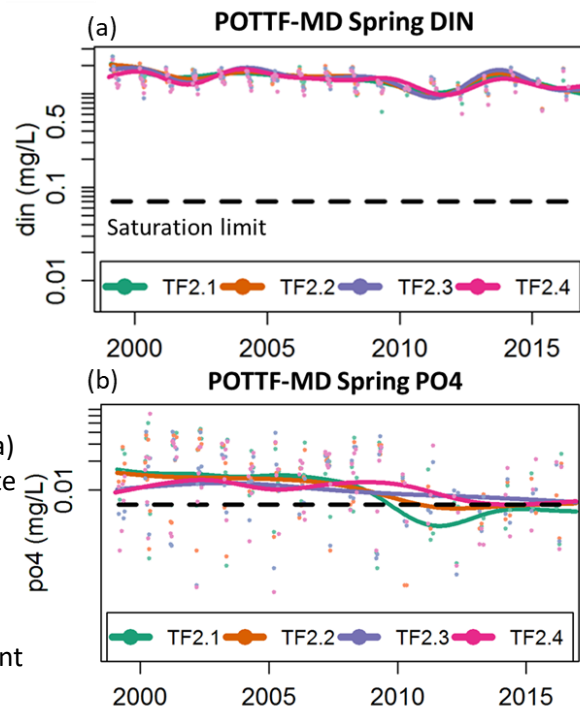 (a)
POTTF-MD Spring DIN
0.5
0.1
0.01
din (mg/L)
Saturation limit
TF2.1 TF2.2 TF2.3 TF2.4
2000 2005 2010 2015
(b)
POTTF-MD Spring PO4
a)
te
nt
0.01
po4 (mg/L)
TF2.1 TF2.2 TF2.3 TF2.4
2000 2005 2010 2015